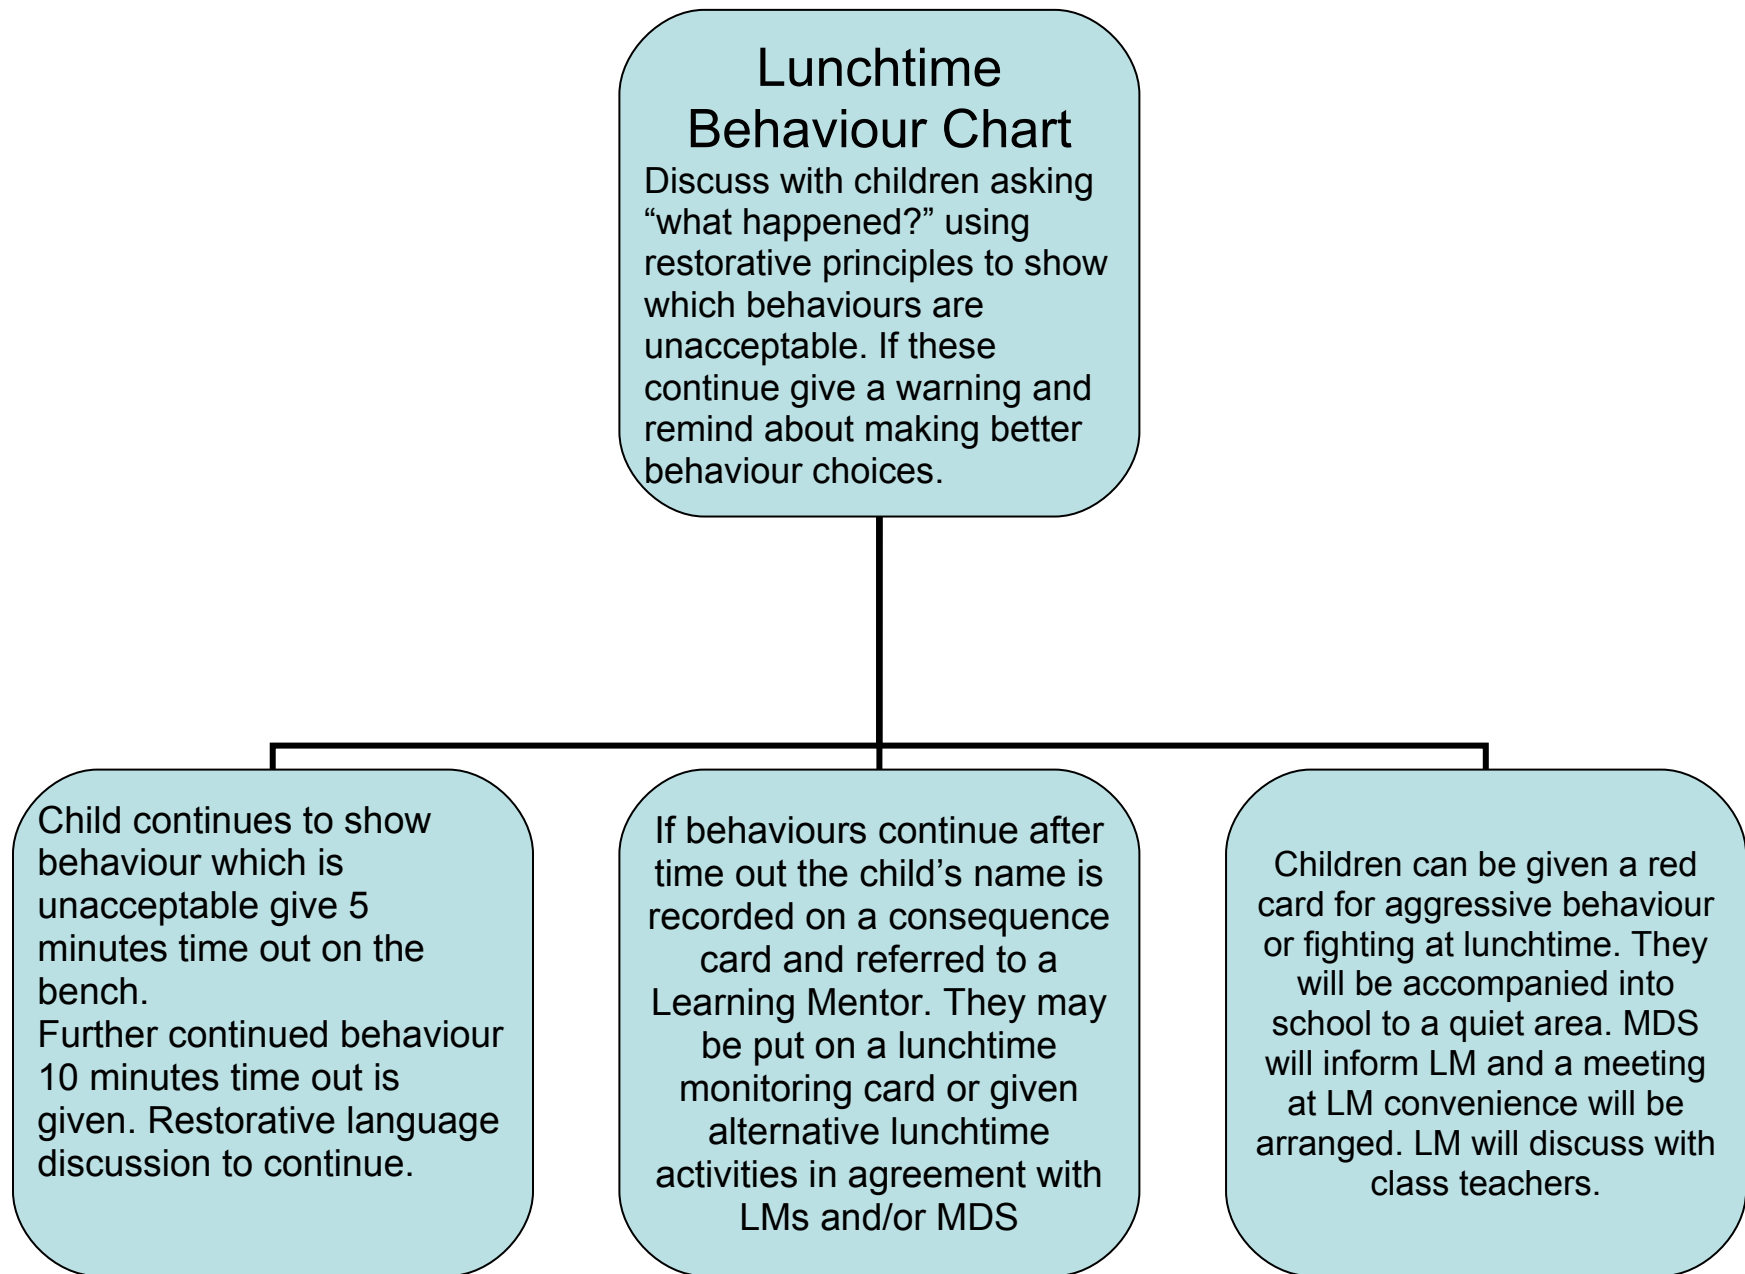 Lunchtime
Behaviour Chart
Discuss with children asking
“what happened?” using
restorative principles to show
which behaviours are
unacceptable. If these
continue give a warning and
remind about making better
behaviour choices.
Child continues to show
behaviour which is
unacceptable give 5
minutes time out on the
bench.
Further continued behaviour
10 minutes time out is
given. Restorative language
discussion to continue.
If behaviours continue after
time out the child’s name is
recorded on a consequence
card and referred to a
Learning Mentor. They may
be put on a lunchtime
monitoring card or given
alternative lunchtime
activities in agreement with
LMs and/or MDS
Children can be given a red
card for aggressive behaviour
or fighting at lunchtime. They
will be accompanied into
school to a quiet area. MDS
will inform LM and a meeting
at LM convenience will be
arranged. LM will discuss with
class teachers.